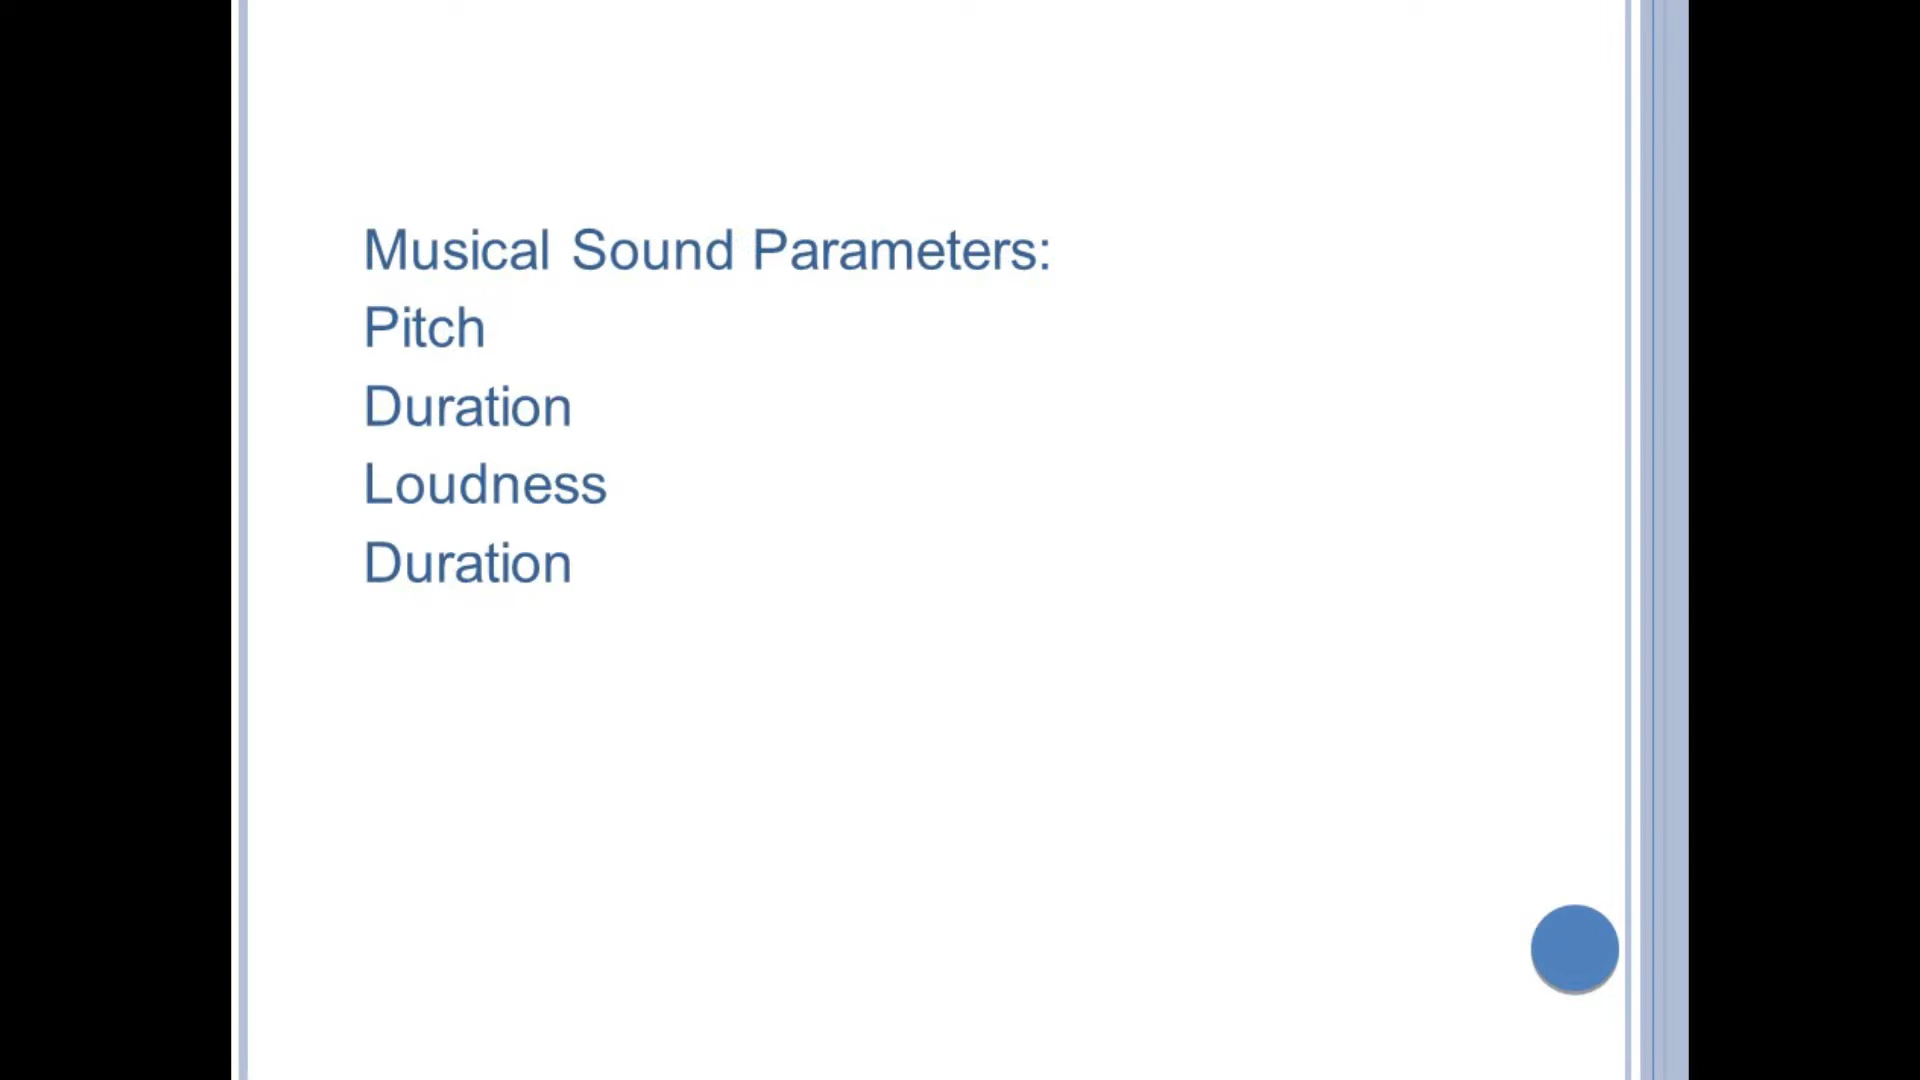 Musical Sound Parameters:
Pitch
Duration
Loudness
Duration